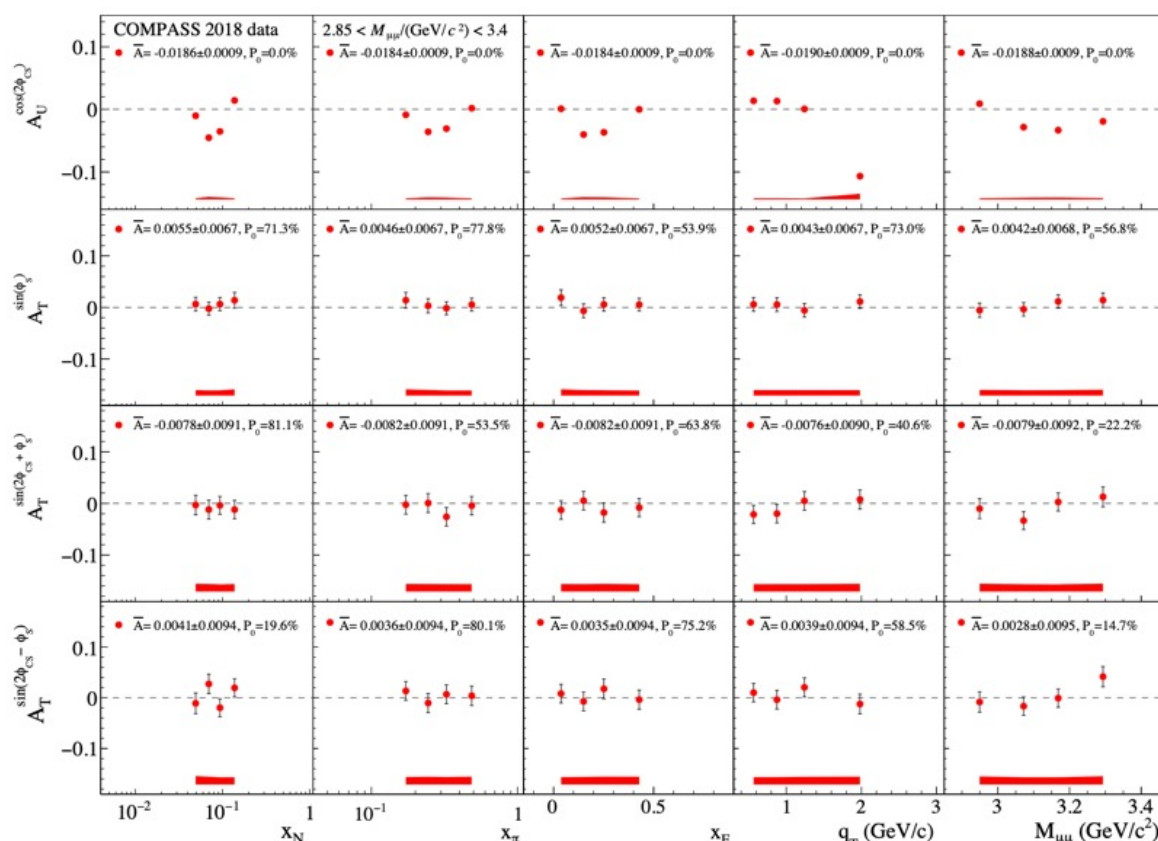 COMPASS 2018 data
2.85 < M_μμ/(GeV/c²) < 3.4
A_U^cos(2ϕ_CS)
0.1
0
−0.1
A̅= -0.0186±0.0009, P₀=0.0%
A̅= -0.0184±0.0009, P₀=0.0%
A̅= -0.0184±0.0009, P₀=0.0%
A̅= -0.0190±0.0009, P₀=0.0%
A̅= -0.0188±0.0009, P₀=0.0%
A_T^sin(ϕ_s)
0.1
0
−0.1
A̅= 0.0055±0.0067, P₀=71.3%
A̅= 0.0046±0.0067, P₀=77.8%
A̅= 0.0052±0.0067, P₀=53.9%
A̅= 0.0043±0.0067, P₀=73.0%
A̅= 0.0042±0.0068, P₀=56.8%
A_T^sin(2ϕ_CS + ϕ_s)
0.1
0
−0.1
A̅= -0.0078±0.0091, P₀=81.1%
A̅= -0.0082±0.0091, P₀=53.5%
A̅= -0.0082±0.0091, P₀=63.8%
A̅= -0.0076±0.0090, P₀=40.6%
A̅= -0.0079±0.0092, P₀=22.2%
A_T^sin(2ϕ_CS − ϕ_s)
0.1
0
−0.1
A̅= 0.0041±0.0094, P₀=19.6%
A̅= 0.0036±0.0094, P₀=80.1%
A̅= 0.0035±0.0094, P₀=75.2%
A̅= 0.0039±0.0094, P₀=58.5%
A̅= 0.0028±0.0095, P₀=14.7%
10⁻² 10⁻¹ 1
10⁻¹ 1
0 0.5
1 2 3
3 3.2 3.4
x_N
x_π
x_F
q_T (GeV/c)
M_μμ (GeV/c²)